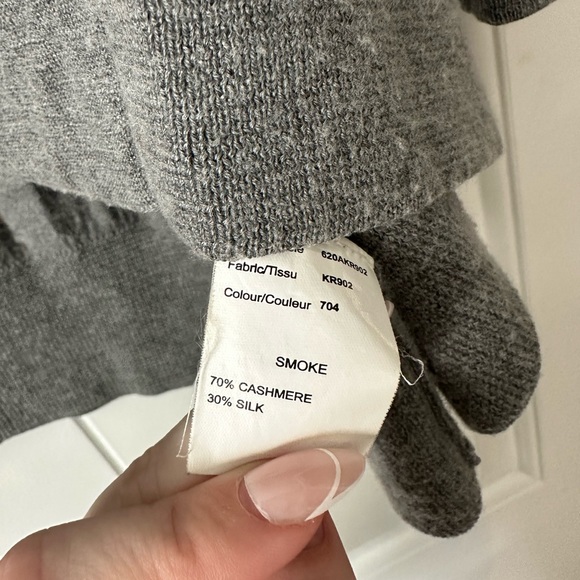 620AKR902
Fabric/Tissu KR902
Colour/Couleur 704
SMOKE
70% CASHMERE
30% SILK